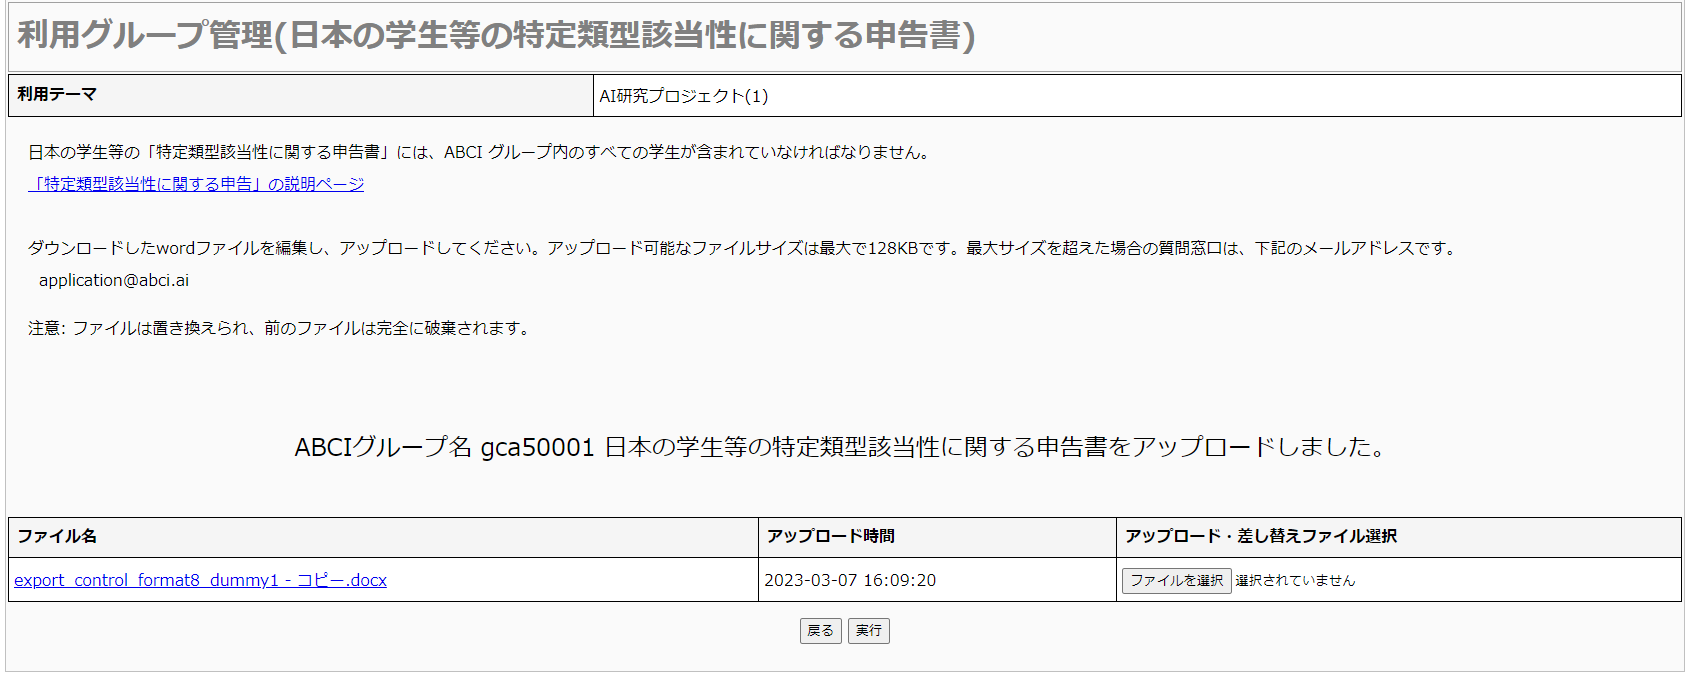 利用グループ管理(日本の学生等の特定類型該当性に関する申告書)
利用テーマ AI研究プロジェクト(1)
日本の学生等の「特定類型該当性に関する申告書」には、ABCI グループ内のすべての学生が含まれていなければなりません。
「特定類型該当性に関する申告」の説明ページ
ダウンロードしたwordファイルを編集し、アップロードしてください。アップロード可能なファイルサイズは最大で128KBです。最大サイズを超えた場合の質問窓口は、下記のメールアドレスです。
application@abci.ai
注意: ファイルは置き換えられ、前のファイルは完全に破棄されます。
ABCIグループ名 gca50001 日本の学生等の特定類型該当性に関する申告書をアップロードしました。
ファイル名 アップロード時間 アップロード・差し替えファイル選択
export_control_format8_dummy1 - コピー.docx 2023-03-07 16:09:20 ファイルを選択 選択されていません
戻る 実行